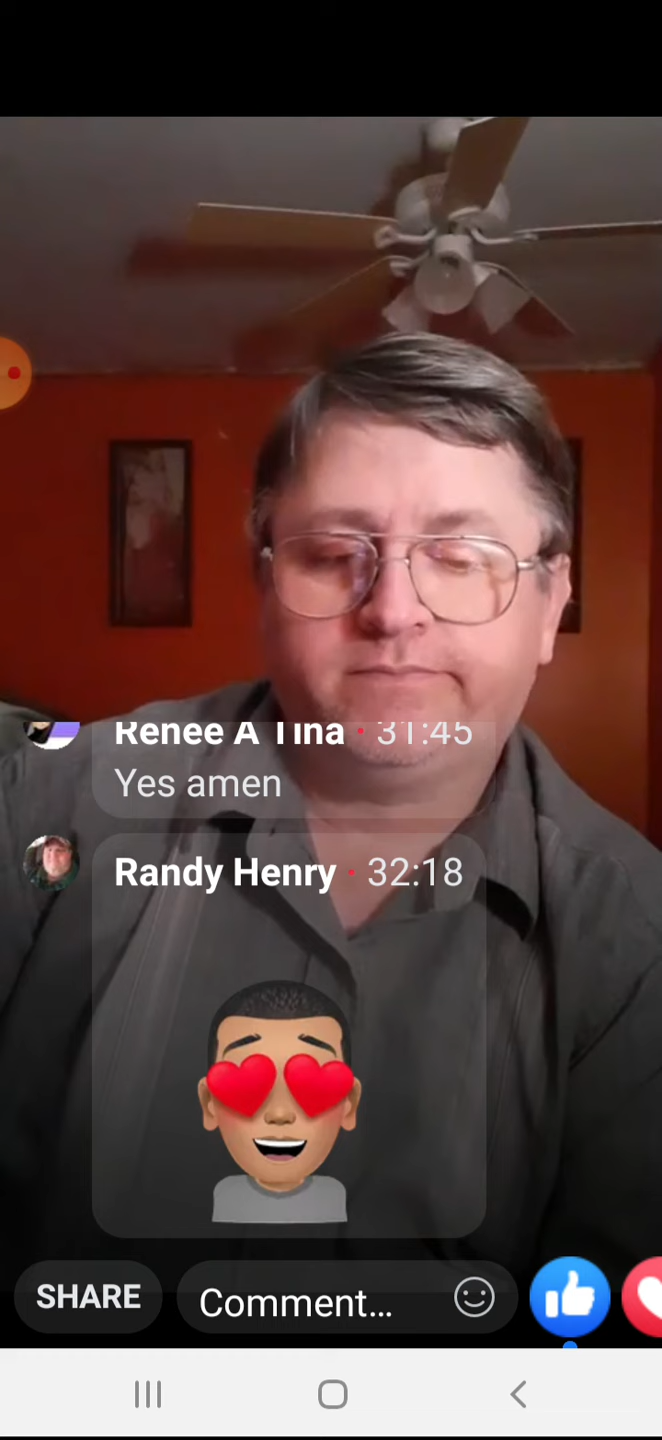 Renee A Tina · 31:45
Yes amen
Randy Henry · 32:18
SHARE
Comment...